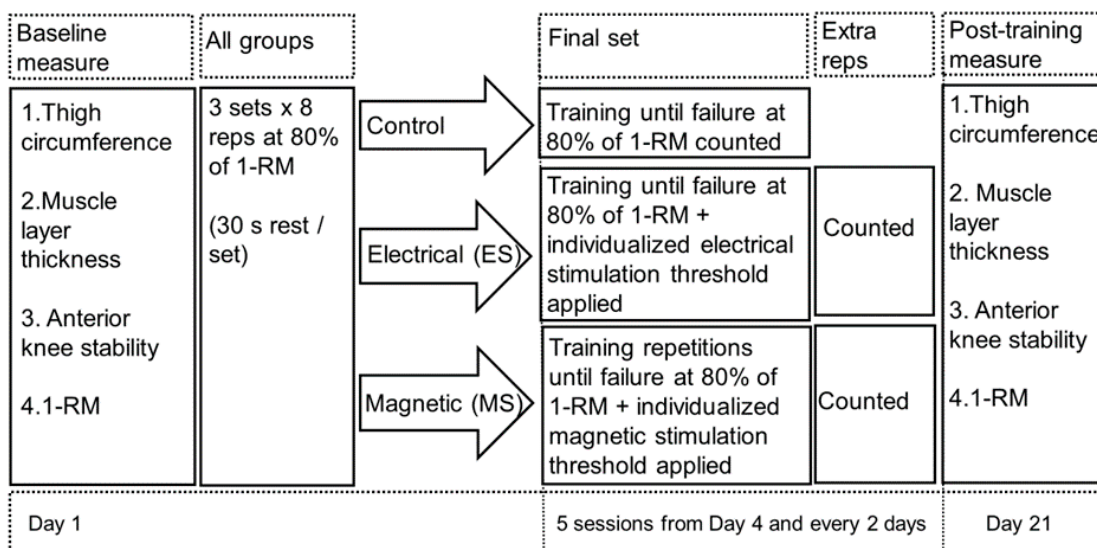 Baseline
measure
All groups
Final set
Extra
reps
Post-training
measure
1.Thigh
circumference
2.Muscle
layer
thickness
3. Anterior
knee stability
4.1-RM
3 sets x 8
reps at 80%
of 1-RM
(30 s rest /
set)
Control
Electrical (ES)
Magnetic (MS)
Training until failure at
80% of 1-RM counted
Training until failure at
80% of 1-RM +
individualized electrical
stimulation threshold
applied
Counted
Training repetitions
until failure at 80% of
1-RM + individualized
magnetic stimulation
threshold applied
Counted
1.Thigh
circumference
2. Muscle
layer
thickness
3. Anterior
knee stability
4.1-RM
Day 1
5 sessions from Day 4 and every 2 days
Day 21